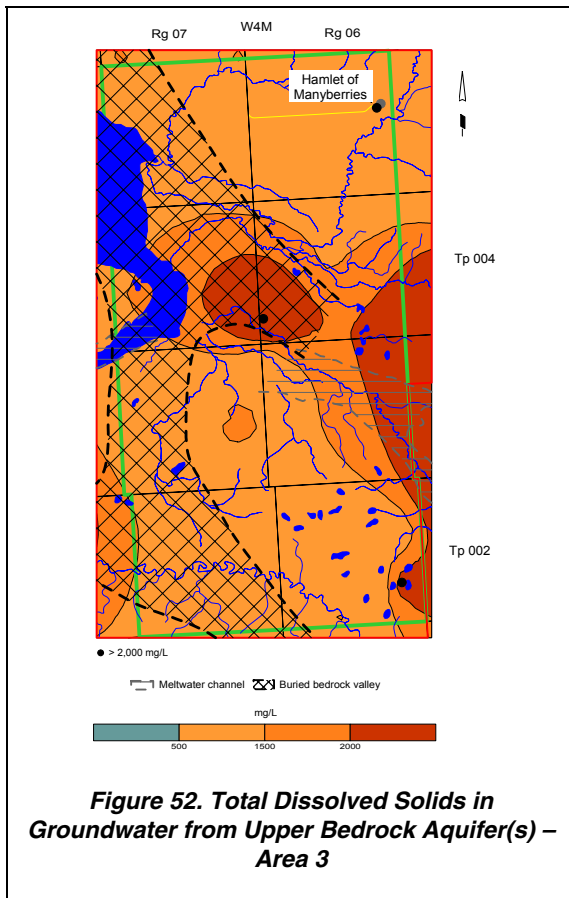 W4M
Rg 07 Rg 06
Hamlet of
Manyberries
Tp 004
Tp 002
● > 2,000 mg/L
Meltwater channel Buried bedrock valley
mg/L
500 1500 2000
Figure 52. Total Dissolved Solids in
Groundwater from Upper Bedrock Aquifer(s) –
Area 3